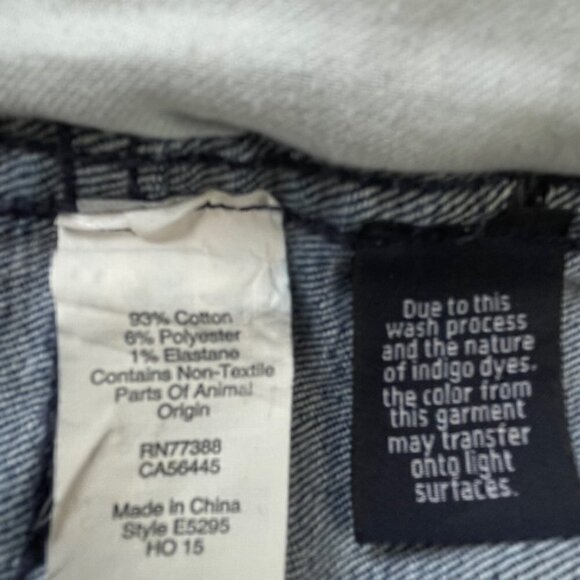 93% Cotton
6% Polyester
1% Elastane
Contains Non-Textile
Parts Of Animal
Origin
RN77388
CA56445
Made in China
Style E5295
HO 15
Due to this
wash process
and the nature
of indigo dyes.
the color from
this garment
may transfer
onto light
surfaces.